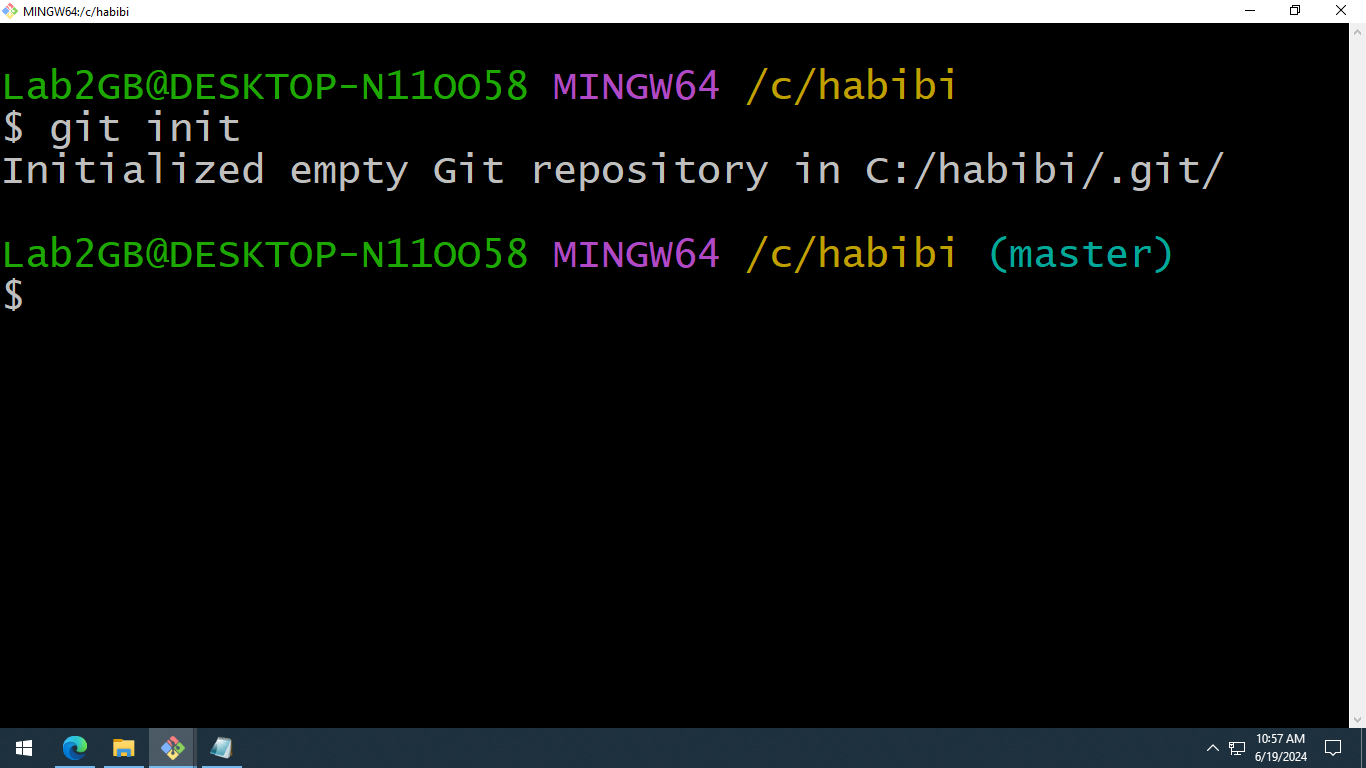 MINGW64:/c/habibi
Lab2GB@DESKTOP-N11OO58 MINGW64 /c/habibi
$ git init
Initialized empty Git repository in C:/habibi/.git/
Lab2GB@DESKTOP-N11OO58 MINGW64 /c/habibi (master)
$
10:57 AM
6/19/2024